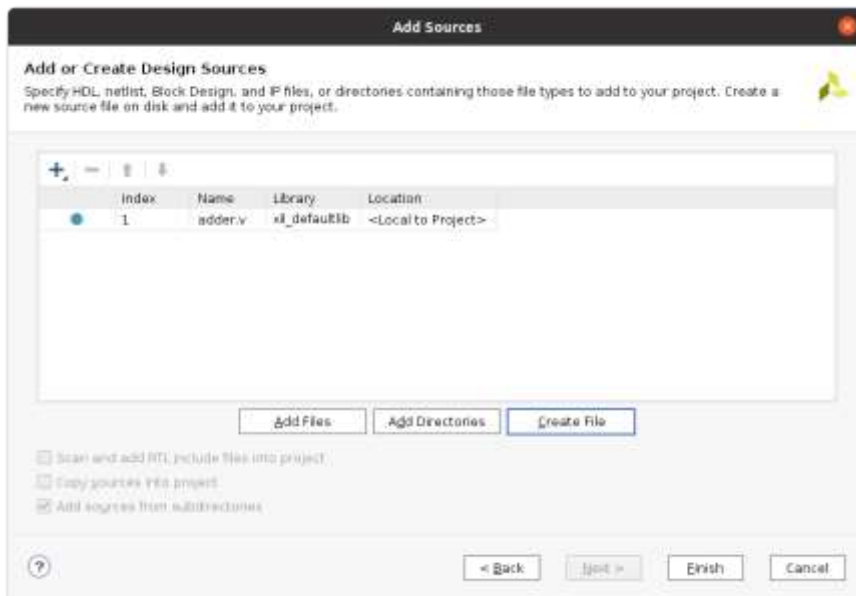 Add Sources
Add or Create Design Sources
Specify HDL, netlist, Block Design, and IP files, or directories containing those file types to add to your project. Create a
new source file on disk and add it to your project.
Index Name Library Location
1 adder.v xil_defaultlib <Local to Project>
Add Files Add Directories Create File
Scan and add RTL include files into project
Copy sources into project
Add sources from subdirectories
? < Back Next > Finish Cancel